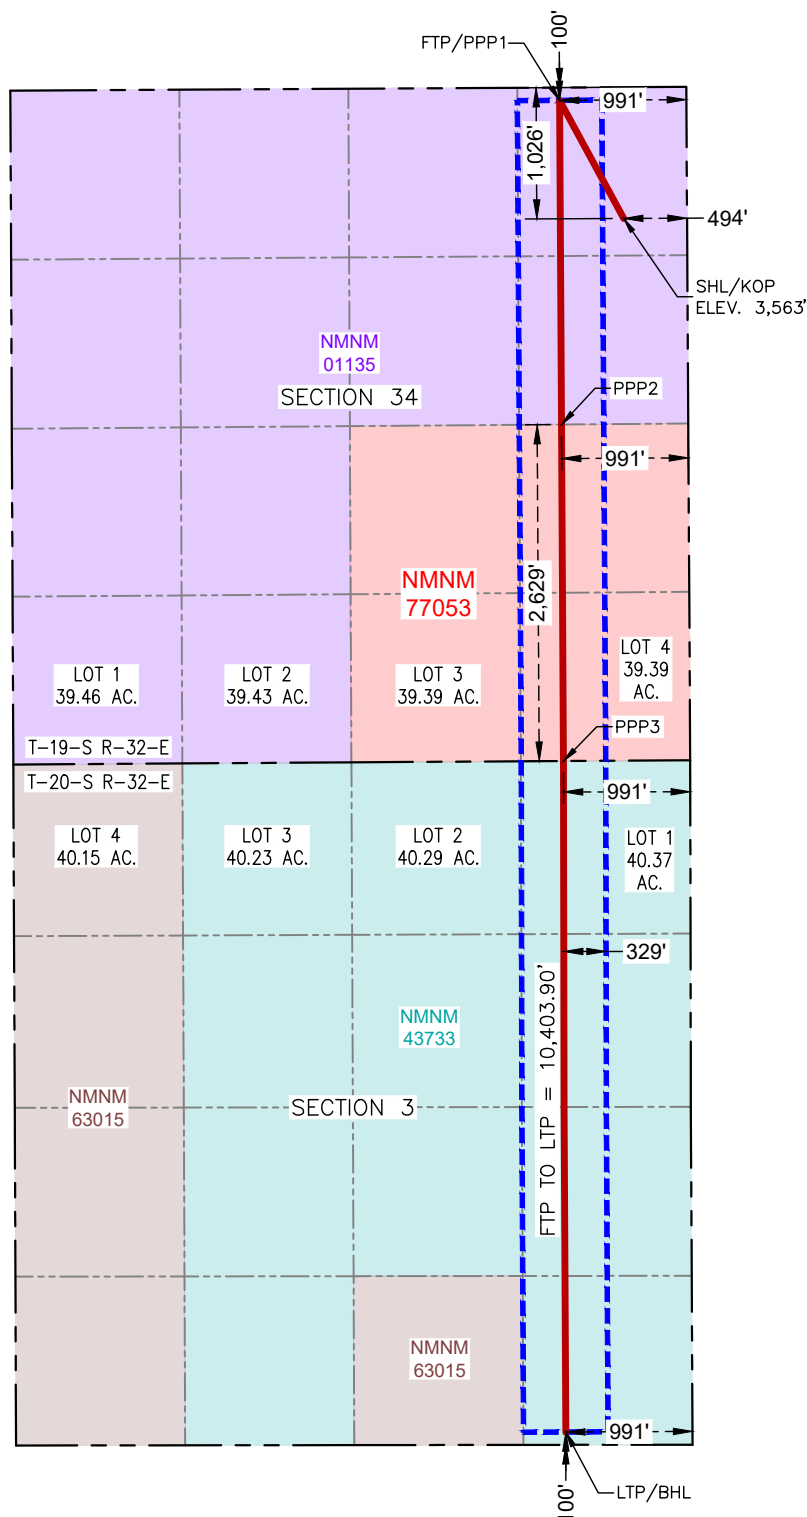 100'
FTP/PPP1
991'
1,026'
494'
SHL/KOP
ELEV. 3,563'
NMNM
01135
SECTION 34
PPP2
991'
2,629'
NMNM
77053
LOT 1
39.46 AC.
LOT 2
39.43 AC.
LOT 3
39.39 AC.
LOT 4
39.39
AC.
PPP3
T-19-S R-32-E
T-20-S R-32-E
991'
LOT 4
40.15 AC.
LOT 3
40.23 AC.
LOT 2
40.29 AC.
LOT 1
40.37
AC.
329'
FTP TO LTP = 10,403.90'
NMNM
43733
NMNM
63015
SECTION 3
NMNM
63015
991'
LTP/BHL
100'